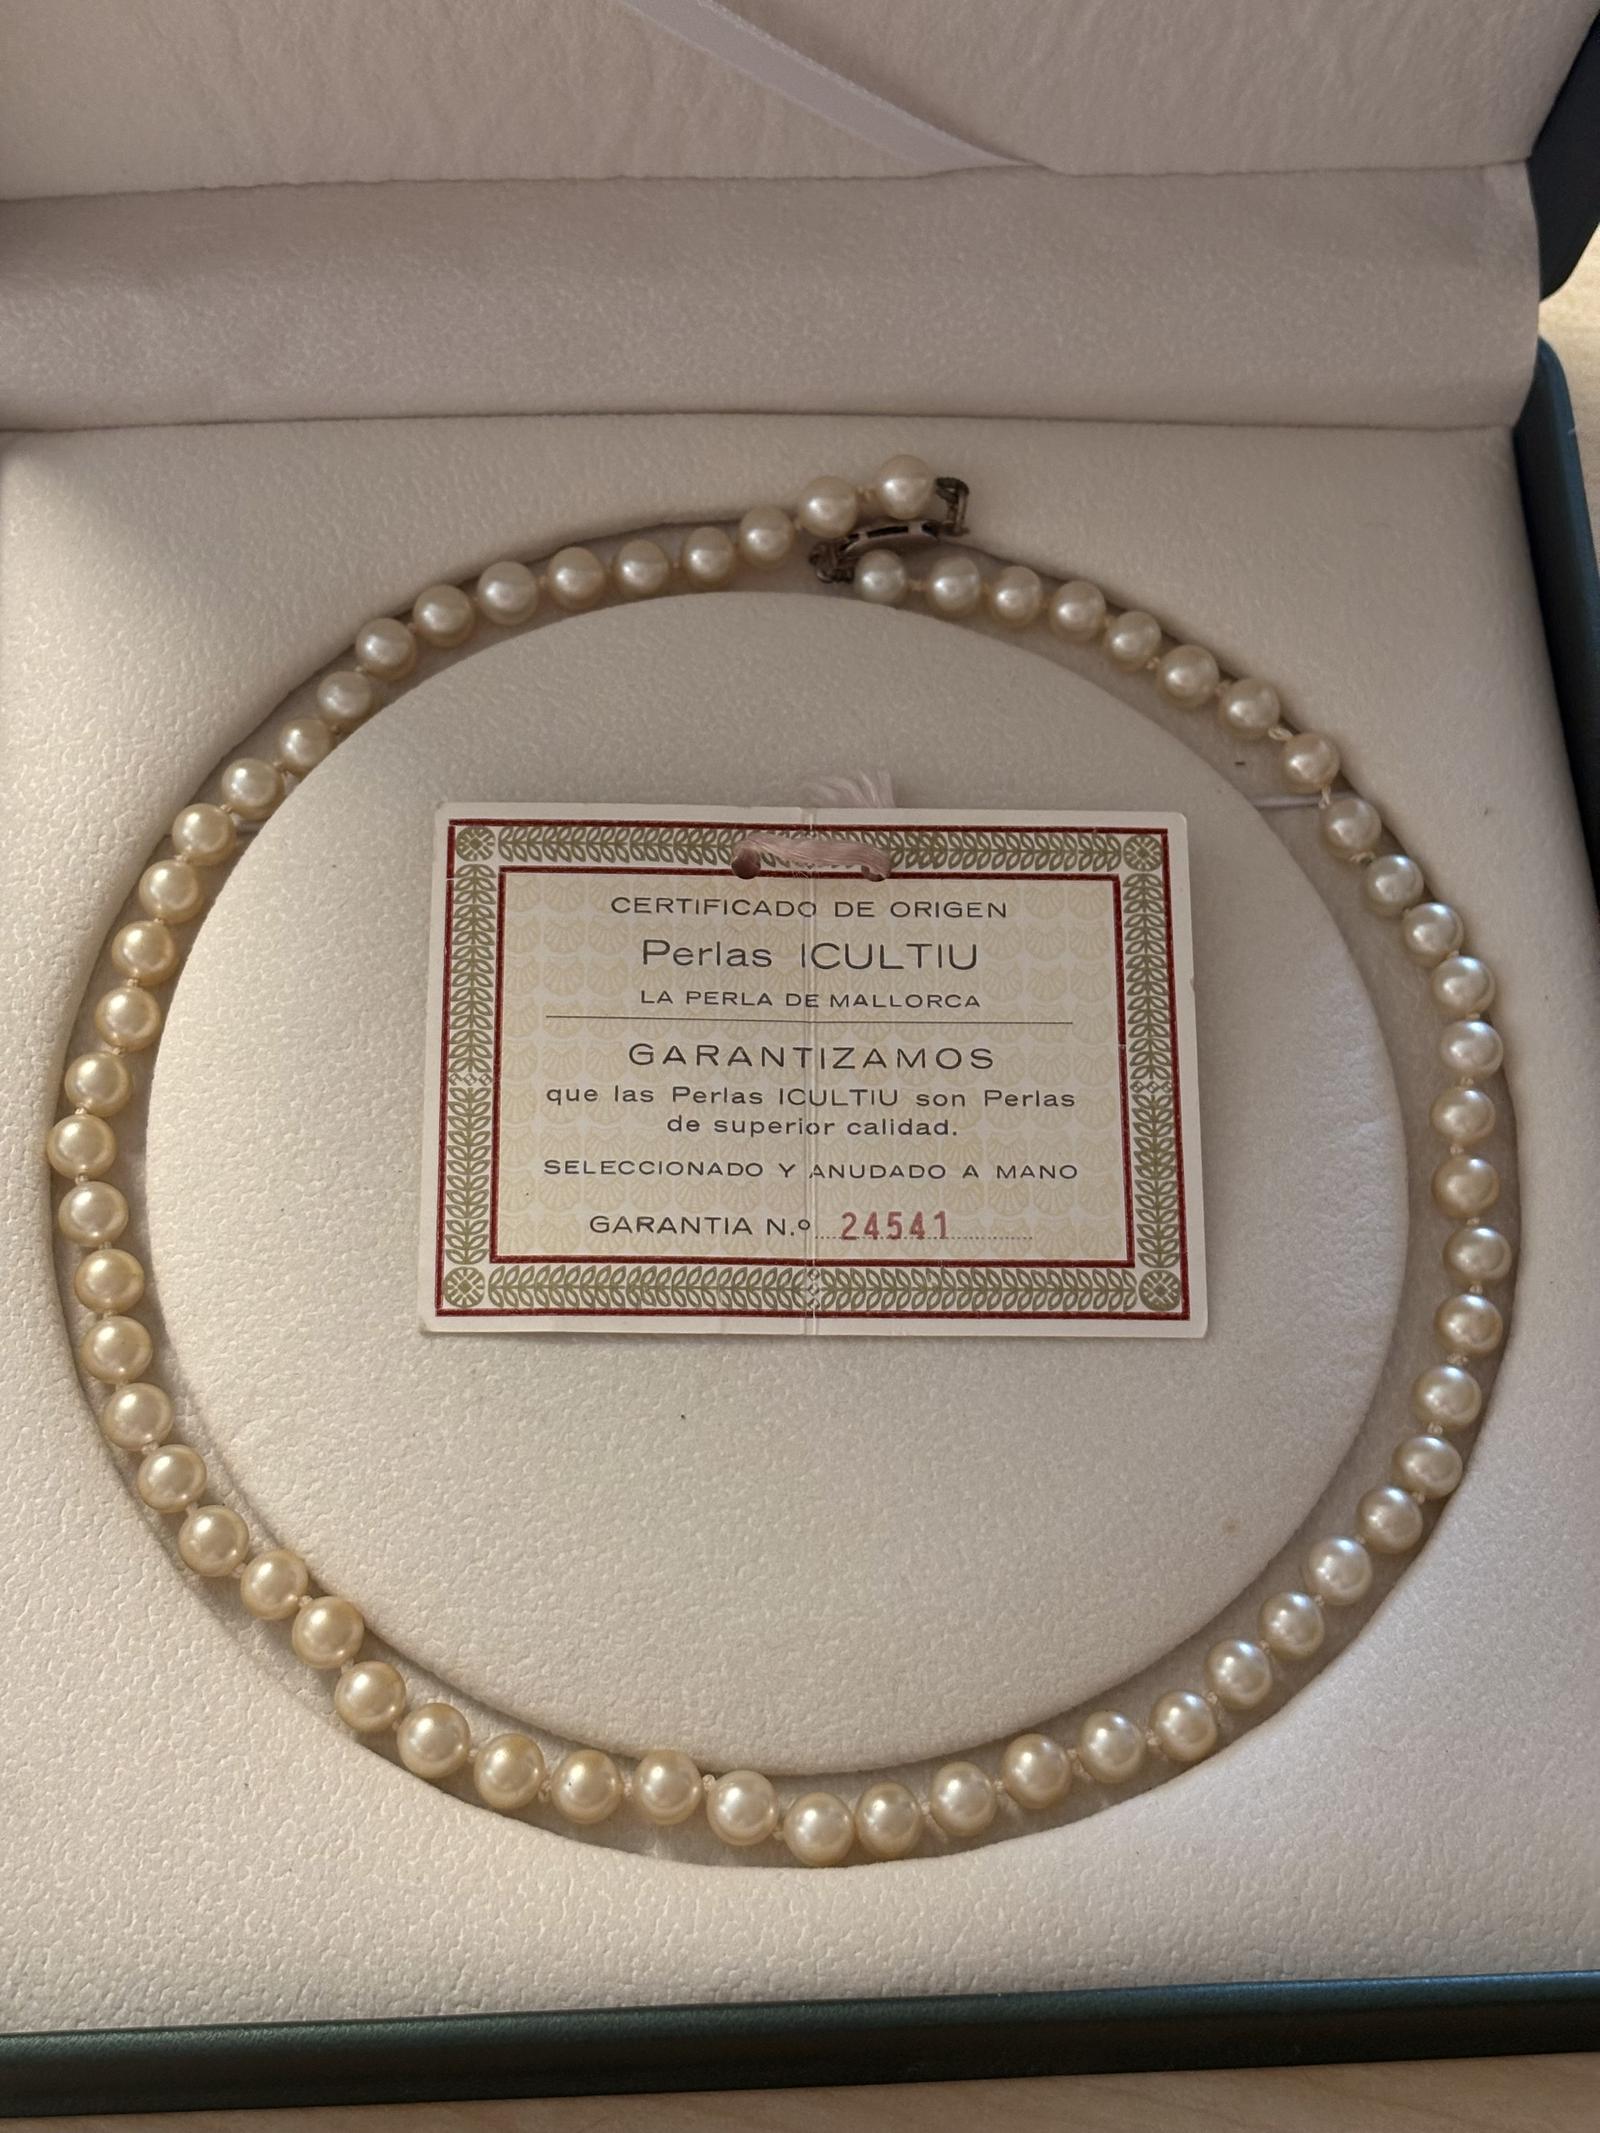 CERTIFICADO DE ORIGEN
Perlas ICULTIU
LA PERLA DE MALLORCA
GARANTIZAMOS
que las Perlas ICULTIU son Perlas
de superior calidad.
SELECCIONADO Y ANUDADO A MANO
GARANTIA N.º 24541